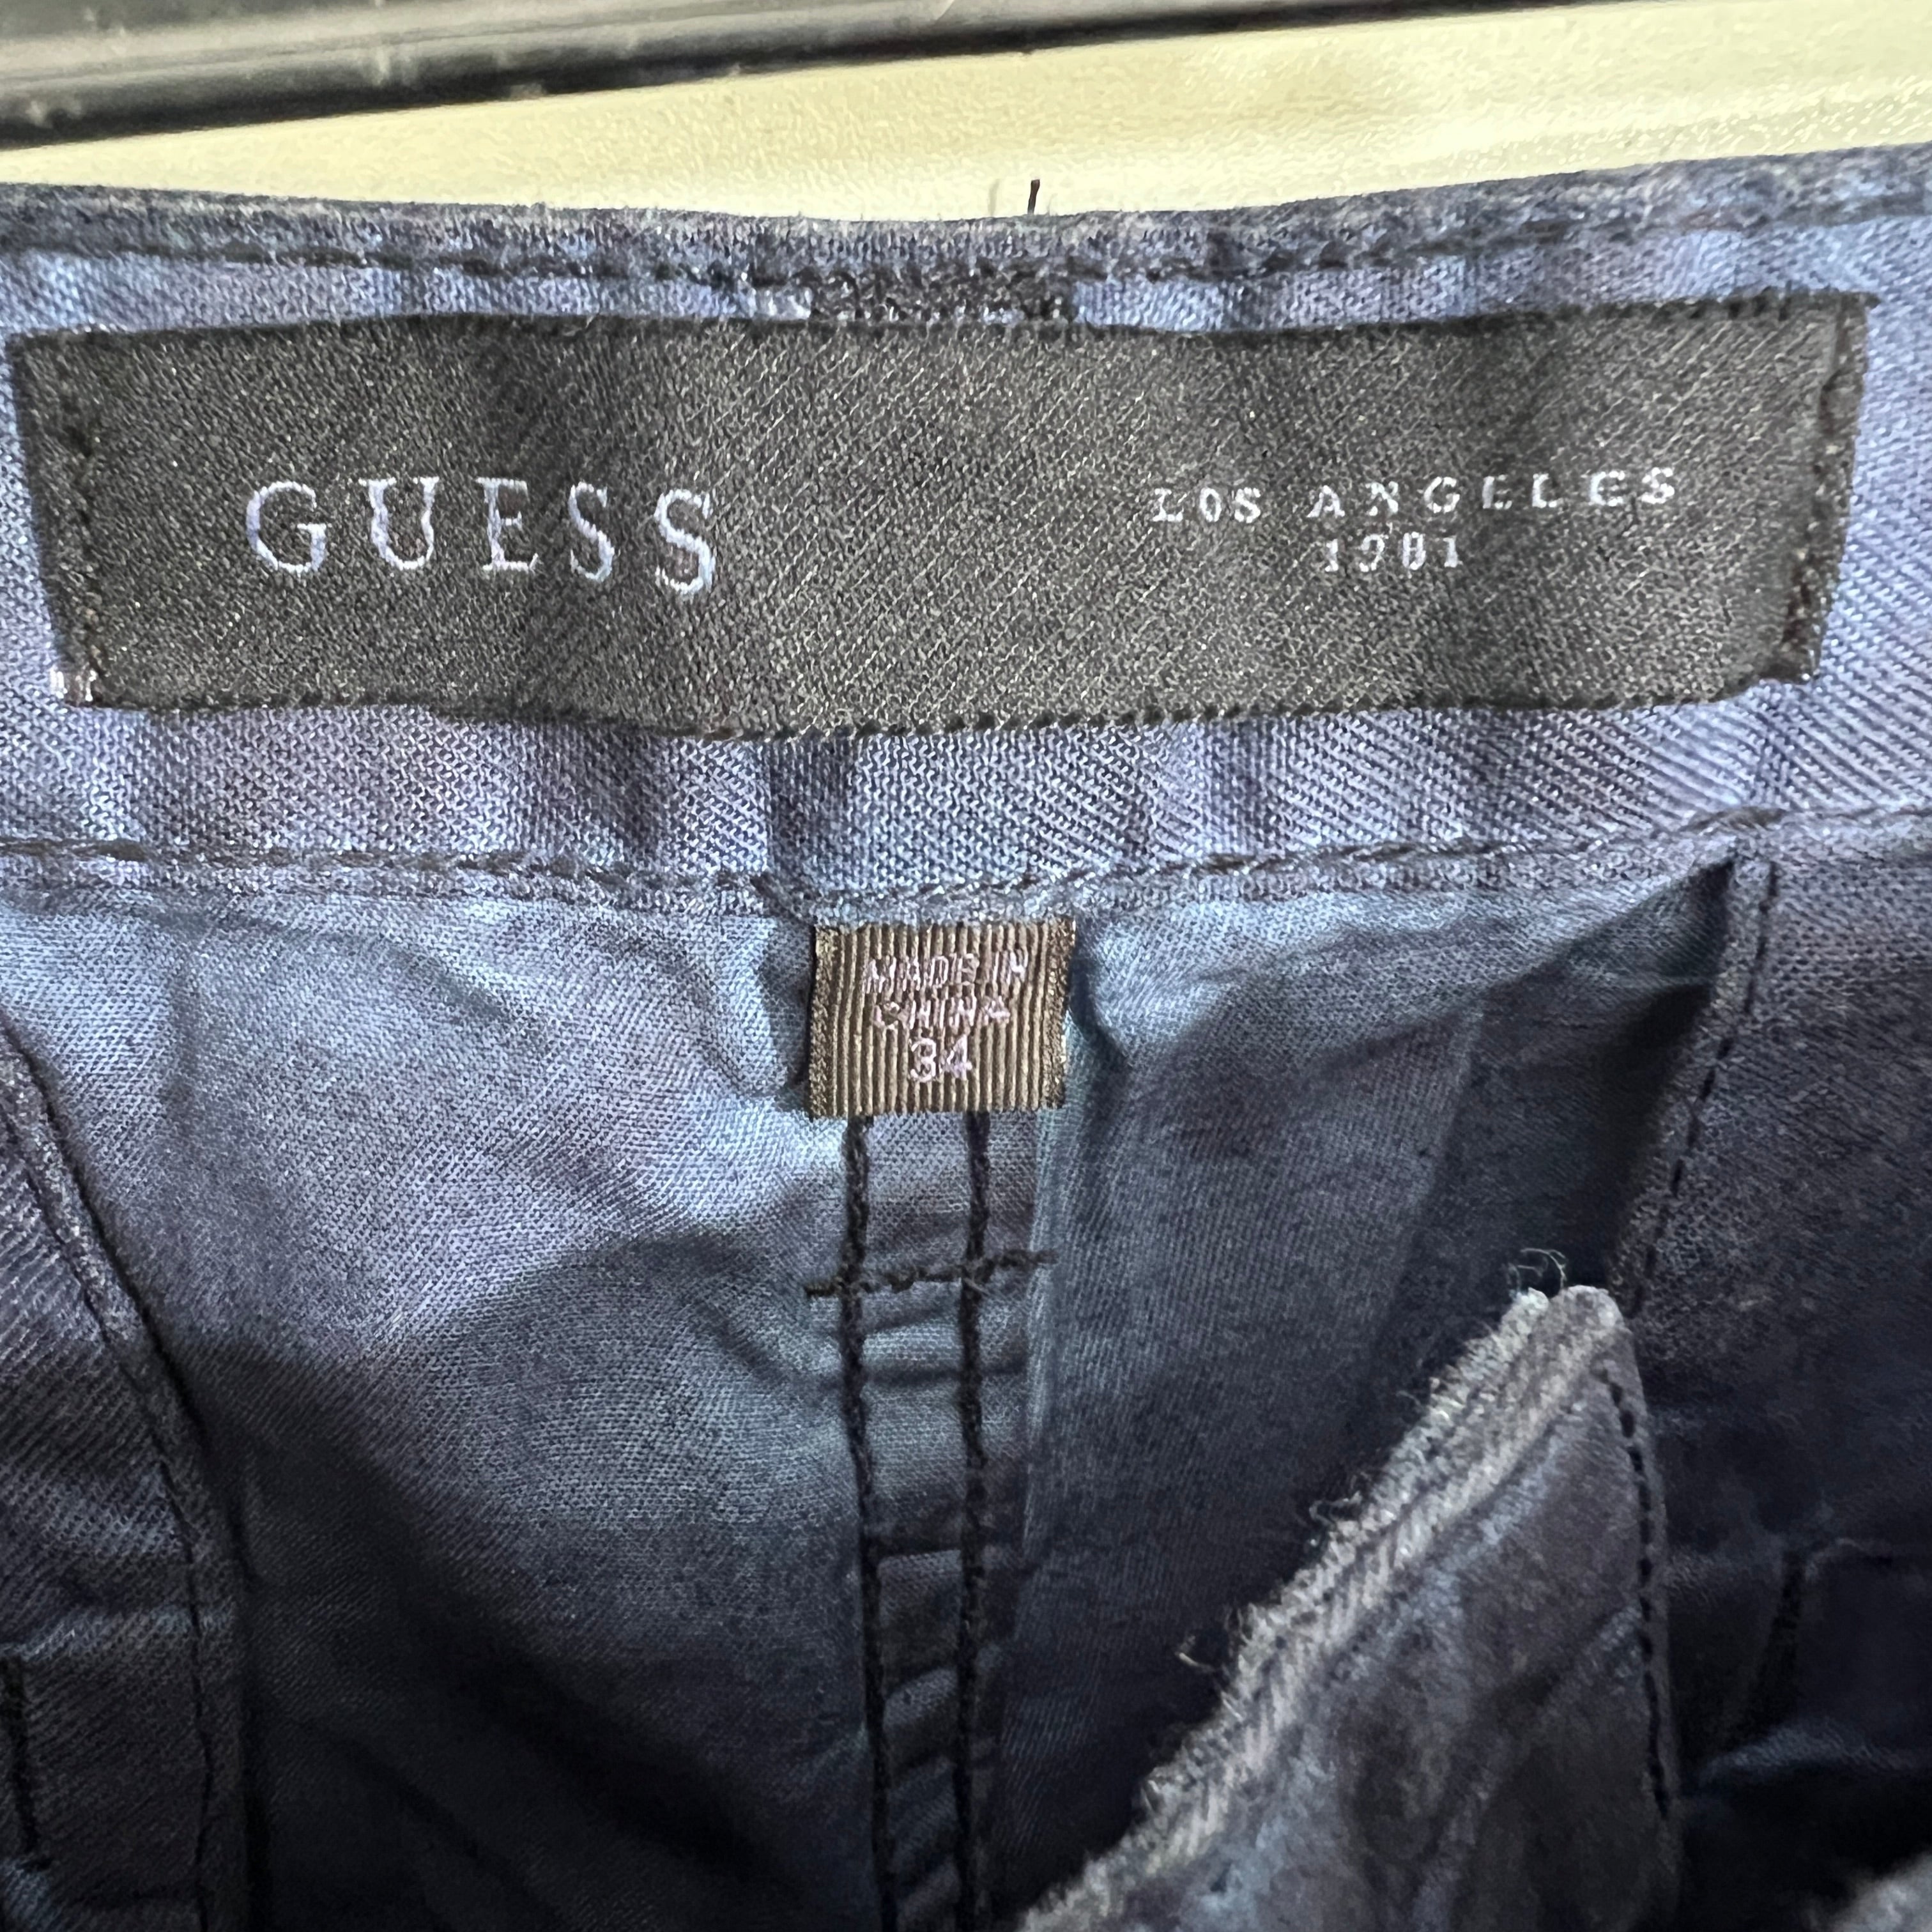 GUESS
LOS ANGELES
1981
MADE IN
CHINA
34